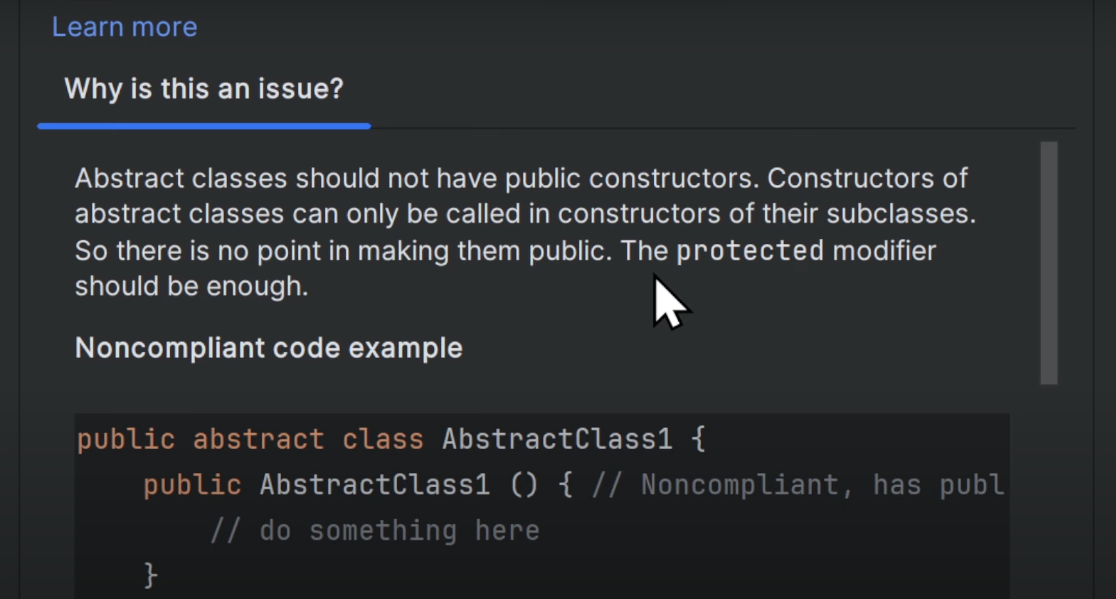 Learn more
Why is this an issue?
Abstract classes should not have public constructors. Constructors of
abstract classes can only be called in constructors of their subclasses.
So there is no point in making them public. The protected modifier
should be enough.
Noncompliant code example
public abstract class AbstractClass1 {
    public AbstractClass1 () { // Noncompliant, has publ
        // do something here
    }